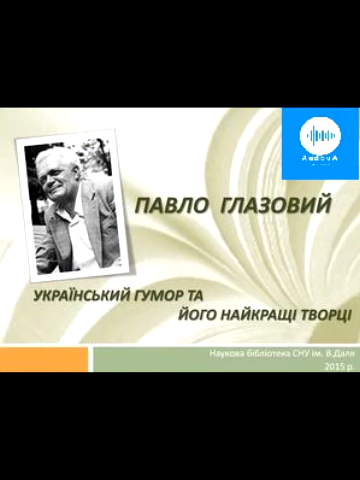 ПАВЛО ГЛАЗОВИЙ
УКРАЇНСЬКИЙ ГУМОР ТА
ЙОГО НАЙКРАЩІ ТВОРЦІ
Наукова бібліотека СНУ ім. В.Даля
2015 р.